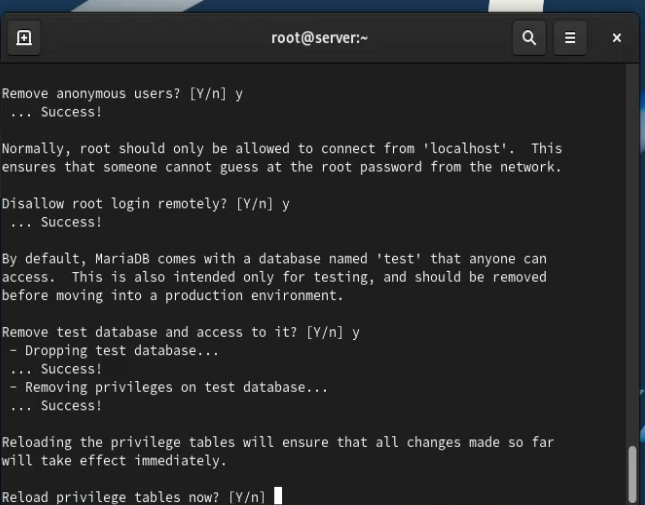 root@server:~
Remove anonymous users? [Y/n] y
... Success!
Normally, root should only be allowed to connect from 'localhost'.  This
ensures that someone cannot guess at the root password from the network.
Disallow root login remotely? [Y/n] y
... Success!
By default, MariaDB comes with a database named 'test' that anyone can
access.  This is also intended only for testing, and should be removed
before moving into a production environment.
Remove test database and access to it? [Y/n] y
- Dropping test database...
... Success!
- Removing privileges on test database...
... Success!
Reloading the privilege tables will ensure that all changes made so far
will take effect immediately.
Reload privilege tables now? [Y/n]